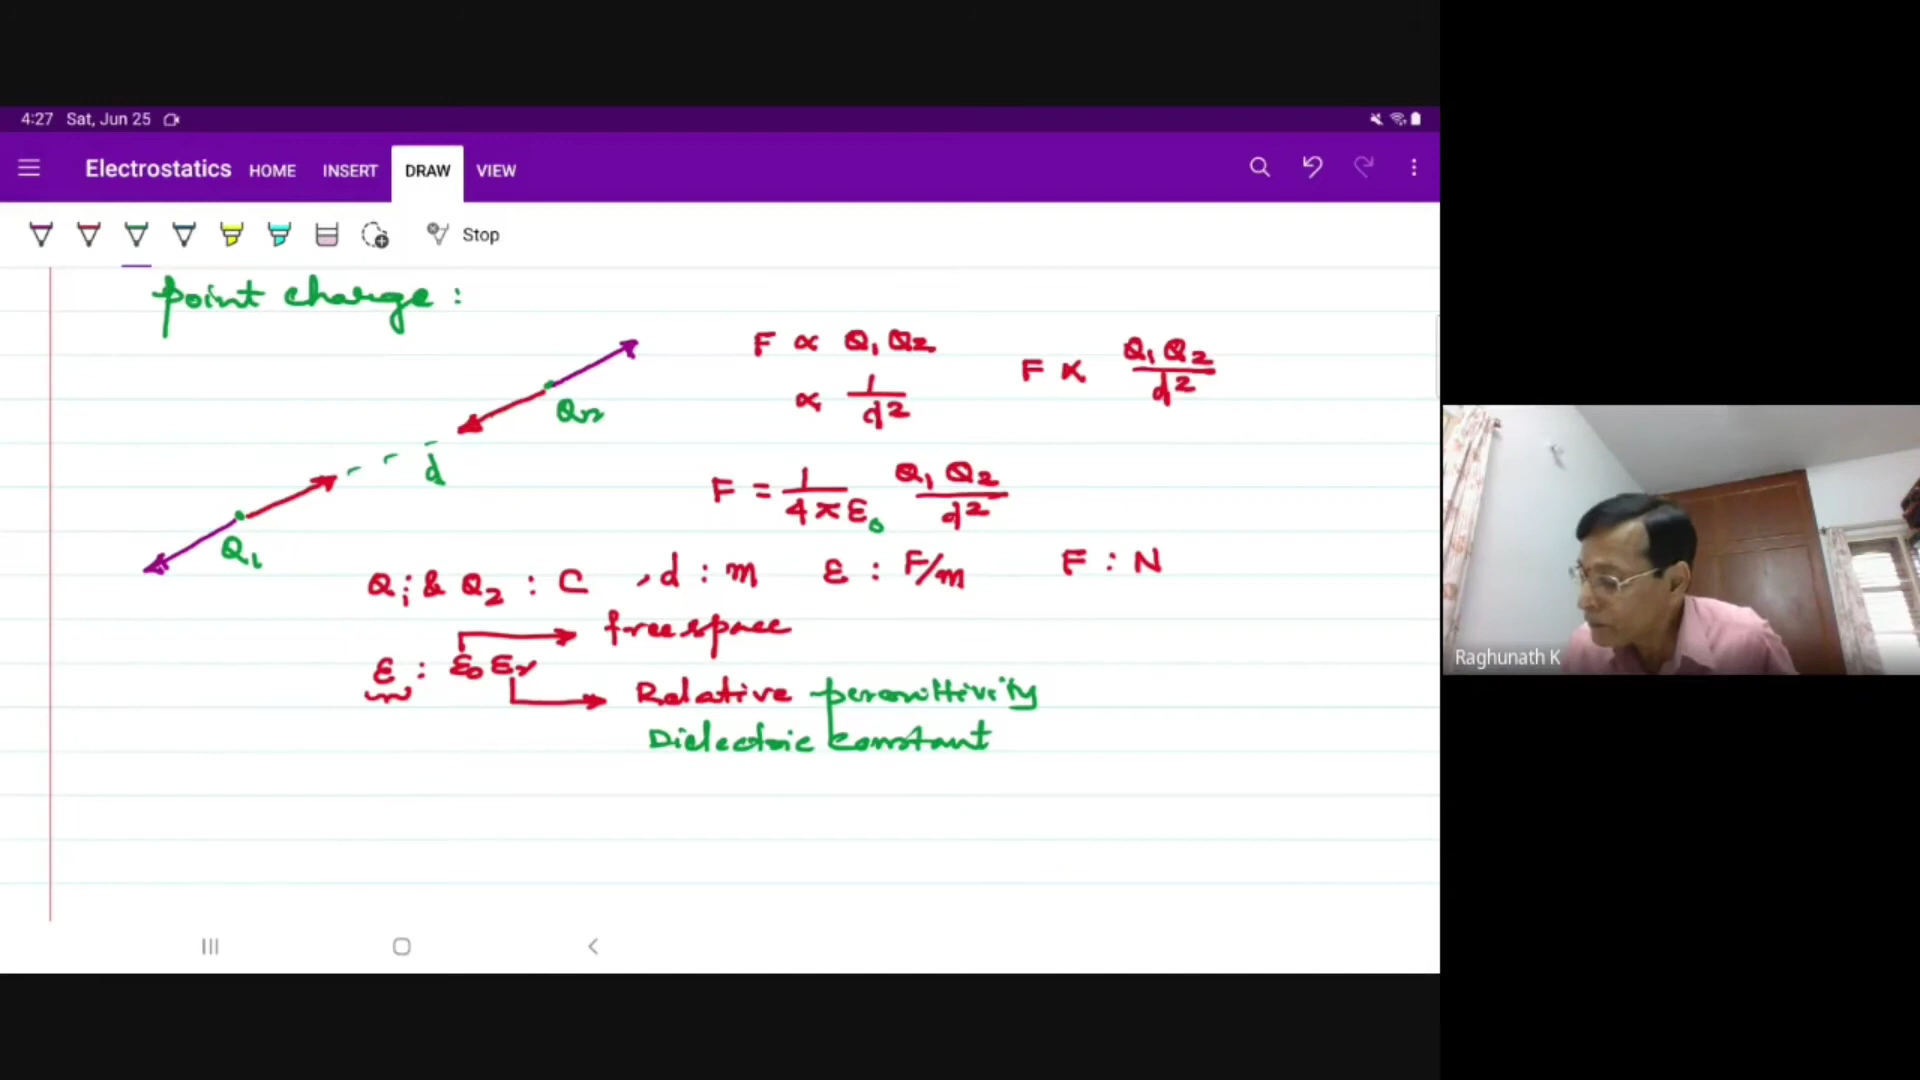 4:27 Sat, Jun 25
Electrostatics HOME INSERT DRAW VIEW
Stop
point charge :
F ∝ Q1 Q2
∝ 1/d²
F ∝ Q1 Q2/d²
Q2
d
Q1
F = 1/4πε0 Q1 Q2/d²
Q1 & Q2 : C , d : m ε : F/m F : N
free space
ε : ε0 εr
Relative permittivity
Dielectric constant
Raghunath K